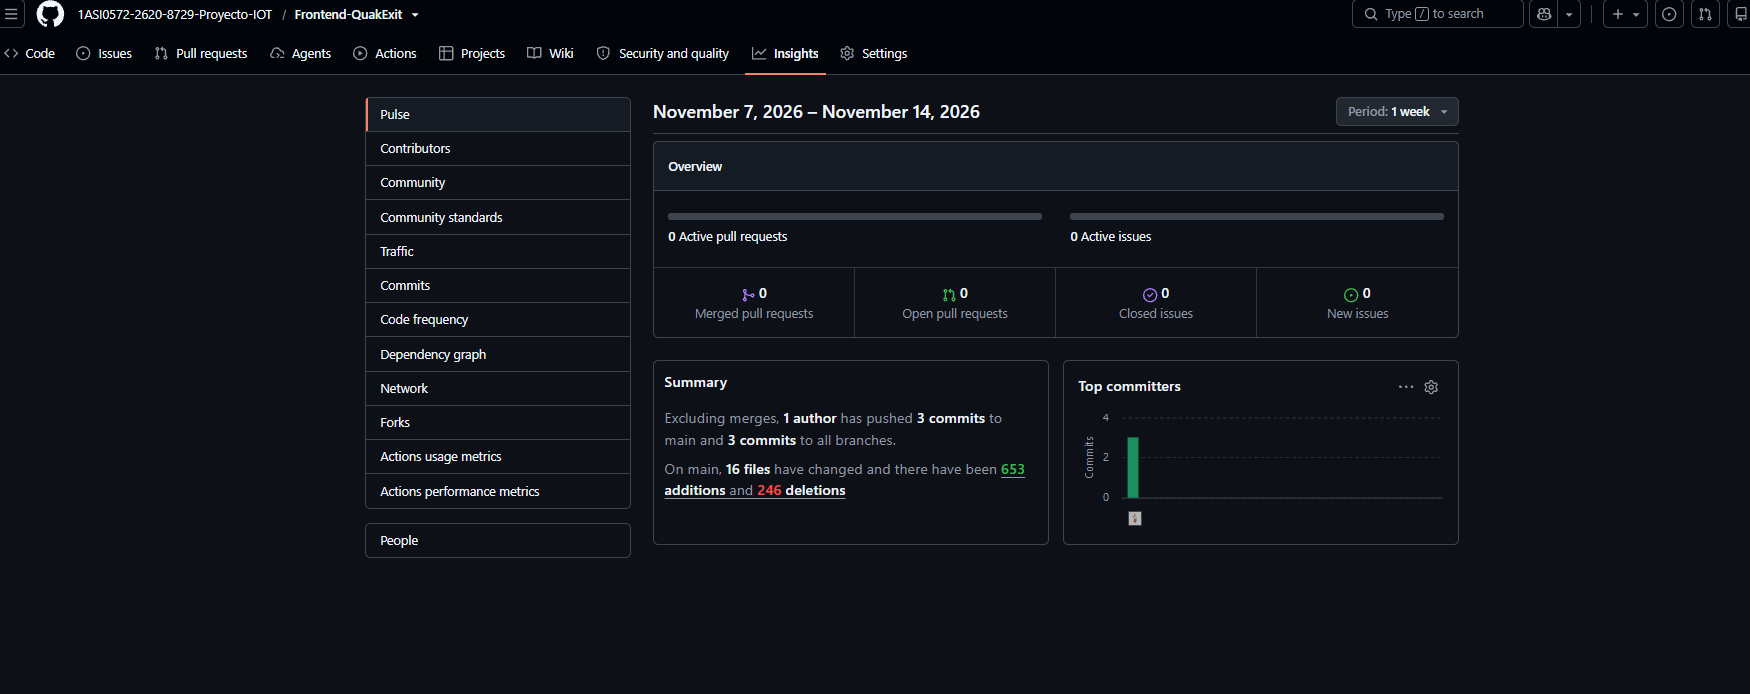 1ASI0572-2620-8729-Proyecto-IOT / Frontend-QuakExit
Type / to search
Code Issues Pull requests Agents Actions Projects Wiki Security and quality Insights Settings
Pulse
Contributors
Community
Community standards
Traffic
Commits
Code frequency
Dependency graph
Network
Forks
Actions usage metrics
Actions performance metrics
People
November 7, 2026 – November 14, 2026
Period: 1 week
Overview
0 Active pull requests
0 Active issues
0
Merged pull requests
0
Open pull requests
0
Closed issues
0
New issues
Summary
Excluding merges, 1 author has pushed 3 commits to
main and 3 commits to all branches.
On main, 16 files have changed and there have been 653
additions and 246 deletions
Top committers
Commits
4
2
0